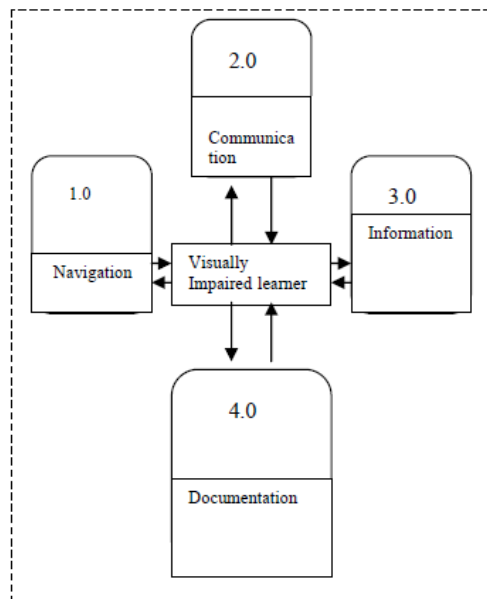 2.0
Communica
tion
1.0
Navigation
3.0
Information
Visually
Impaired learner
4.0
Documentation